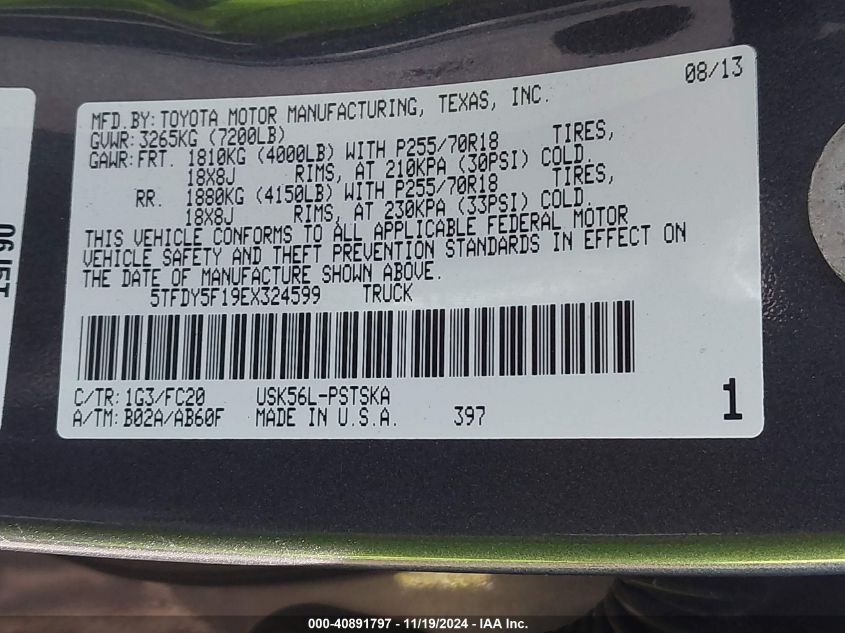 08/13
MFD.BY: TOYOTA MOTOR MANUFACTURING, TEXAS, INC.
GVWR: 3265KG (7200LB)
GAWR: FRT. 1810KG (4000LB) WITH P255/70R18 TIRES,
18X8J RIMS, AT 210KPA (30PSI) COLD.
RR. 1880KG (4150LB) WITH P255/70R18 TIRES,
18X8J RIMS, AT 230KPA (33PSI) COLD.
THIS VEHICLE CONFORMS TO ALL APPLICABLE FEDERAL MOTOR
VEHICLE SAFETY AND THEFT PREVENTION STANDARDS IN EFFECT ON
THE DATE OF MANUFACTURE SHOWN ABOVE.
5TFDY5F19EX324599 TRUCK
C/TR: 1G3/FC20 USK56L-PSTSKA
A/TM: B02A/AB60F MADE IN U.S.A. 397
1
000-40891797 - 11/19/2024 - IAA Inc.